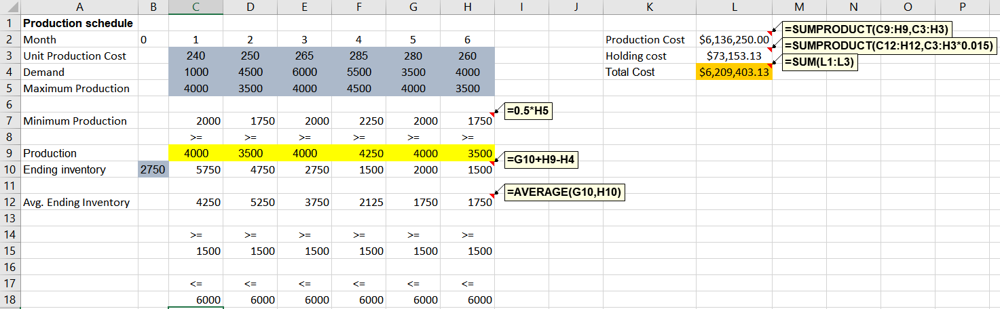 A B C D E F G H I J K L M N O P
1 Production schedule =SUMPRODUCT(C9:H9,C3:H3)
2 Month 0 1 2 3 4 5 6 Production Cost $6,136,250.00 =SUMPRODUCT(C12:H12,C3:H3*0.015)
3 Unit Production Cost 240 250 265 285 280 260 Holding cost $73,153.13 =SUM(L1:L3)
4 Demand 1000 4500 6000 5500 3500 4000 Total Cost $6,209,403.13
5 Maximum Production 4000 3500 4000 4500 4000 3500
6 =0.5*H5
7 Minimum Production 2000 1750 2000 2250 2000 1750
8 >= >= >= >= >= >=
9 Production 4000 3500 4000 4250 4000 3500 =G10+H9-H4
10 Ending inventory 2750 5750 4750 2750 1500 2000 1500
11 =AVERAGE(G10,H10)
12 Avg. Ending Inventory 4250 5250 3750 2125 1750 1750
13
14 >= >= >= >= >= >=
15 1500 1500 1500 1500 1500 1500
16
17 <= <= <= <= <= <=
18 6000 6000 6000 6000 6000 6000